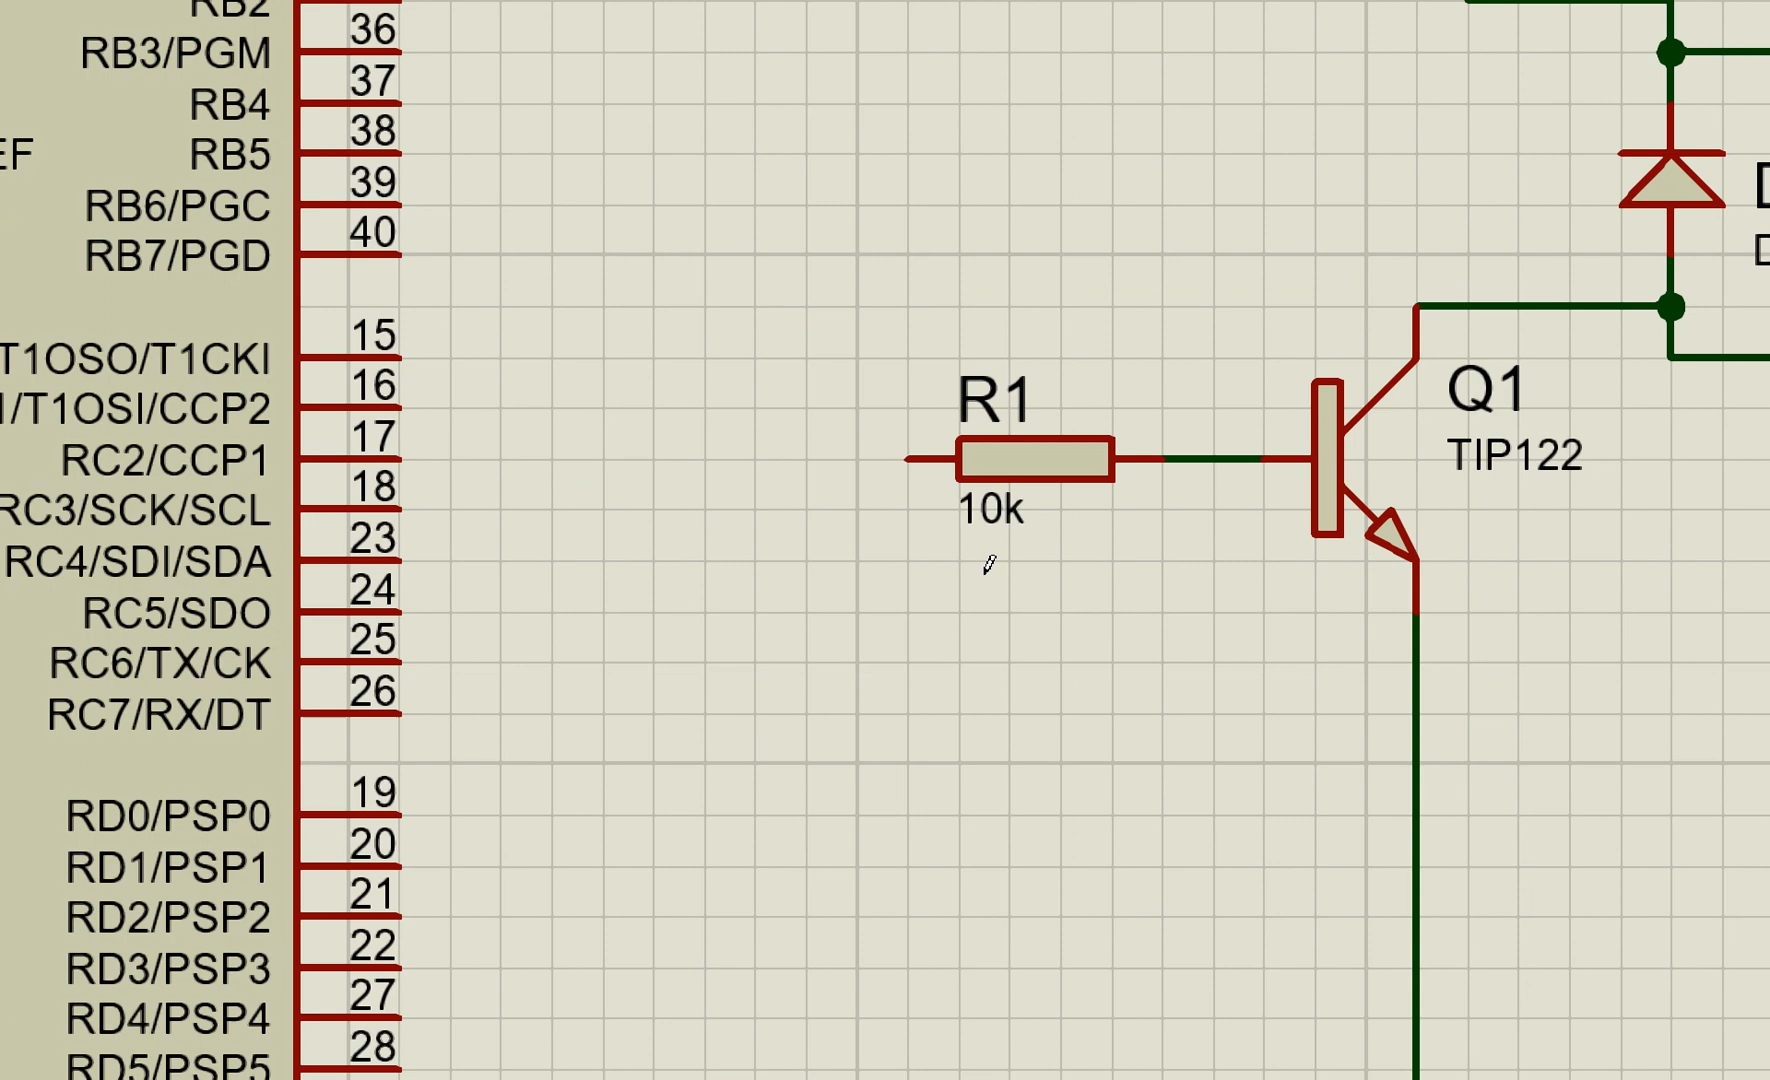 RB2
36
RB3/PGM
37
RB4
38
EF RB5
39
RB6/PGC
40
RB7/PGD
15
T1OSO/T1CKI
16
I/T1OSI/CCP2
17
RC2/CCP1
18
RC3/SCK/SCL
23
RC4/SDI/SDA
24
RC5/SDO
25
RC6/TX/CK
26
RC7/RX/DT
19
RD0/PSP0
20
RD1/PSP1
21
RD2/PSP2
22
RD3/PSP3
27
RD4/PSP4
28
RD5/PSP5
R1
10k
Q1
TIP122